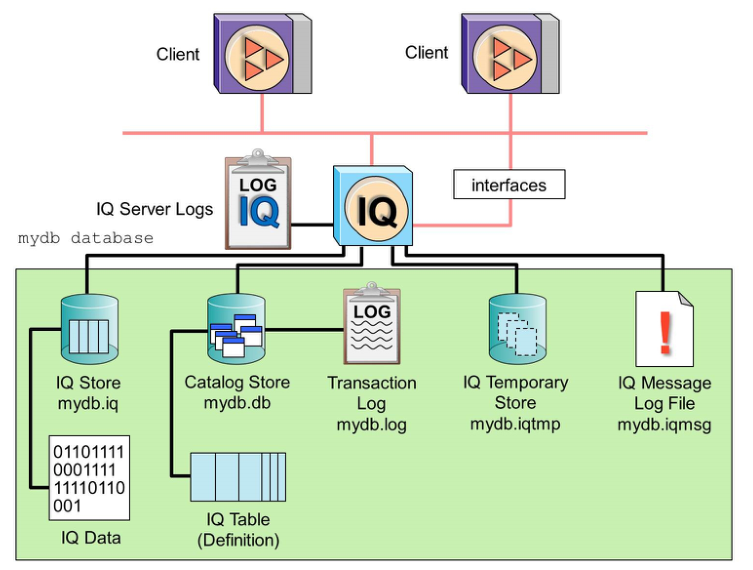 Client
Client
LOG
IQ
IQ
interfaces
IQ Server Logs
mydb database
LOG
IQ Store
mydb.iq
Catalog Store
mydb.db
Transaction
Log
mydb.log
IQ Temporary
Store
mydb.iqtmp
IQ Message
Log File
mydb.iqmsg
01101111
0001111
11110110
001
IQ Data
IQ Table
(Definition)